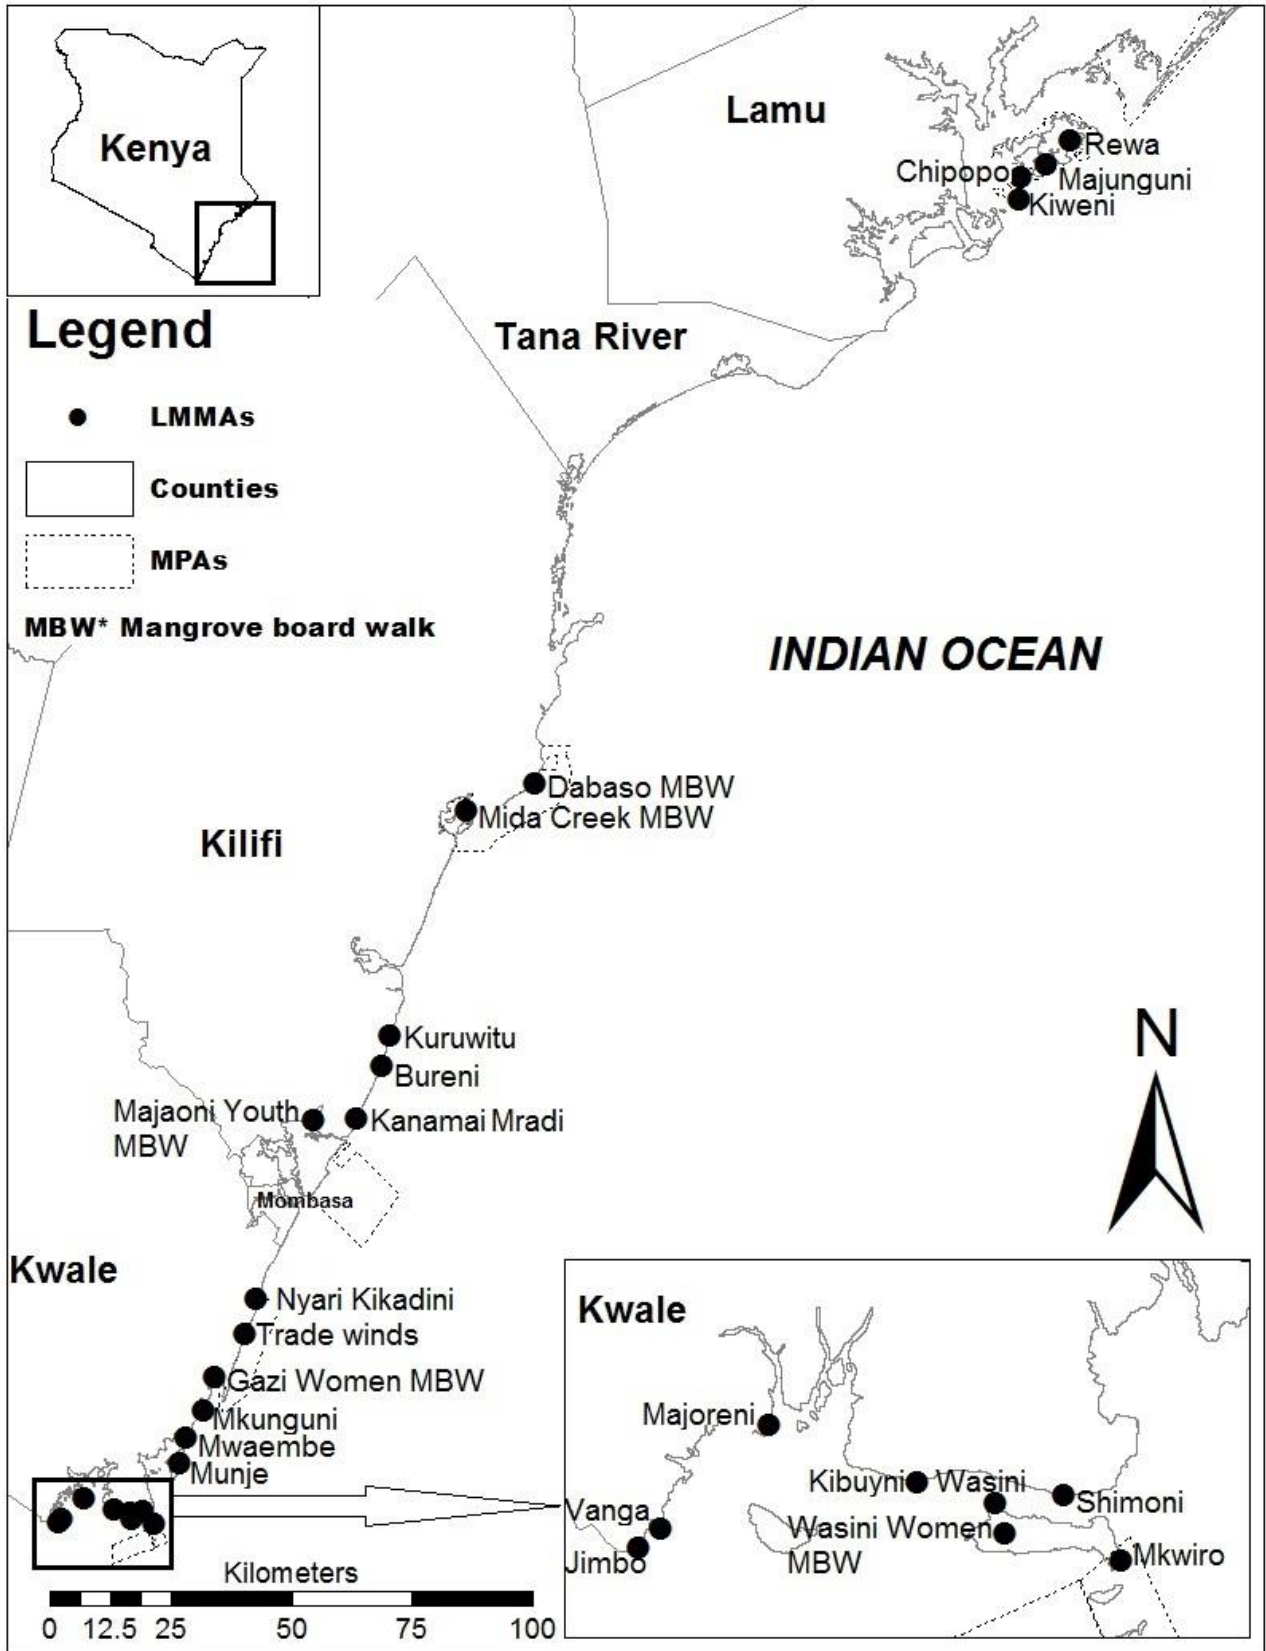 Kenya
Lamu
Rewa
Chipopo
Majunguni
Kiweni
Legend
Tana River
LMMAs
Counties
MPAs
MBW* Mangrove board walk
INDIAN OCEAN
Dabaso MBW
Mida Creek MBW
Kilifi
Kuruwitu
Bureni
Majaoni Youth
MBW
Kanamai Mradi
N
Mombasa
Kwale
Nyari Kikadini
Trade winds
Gazi Women MBW
Mkunguni
Mwaembe
Munje
Kwale
Majoreni
Kibuyni
Wasini
Shimoni
Vanga
Wasini Women
MBW
Jimbo
Mkwiro
Kilometers
0 12.5 25 50 75 100